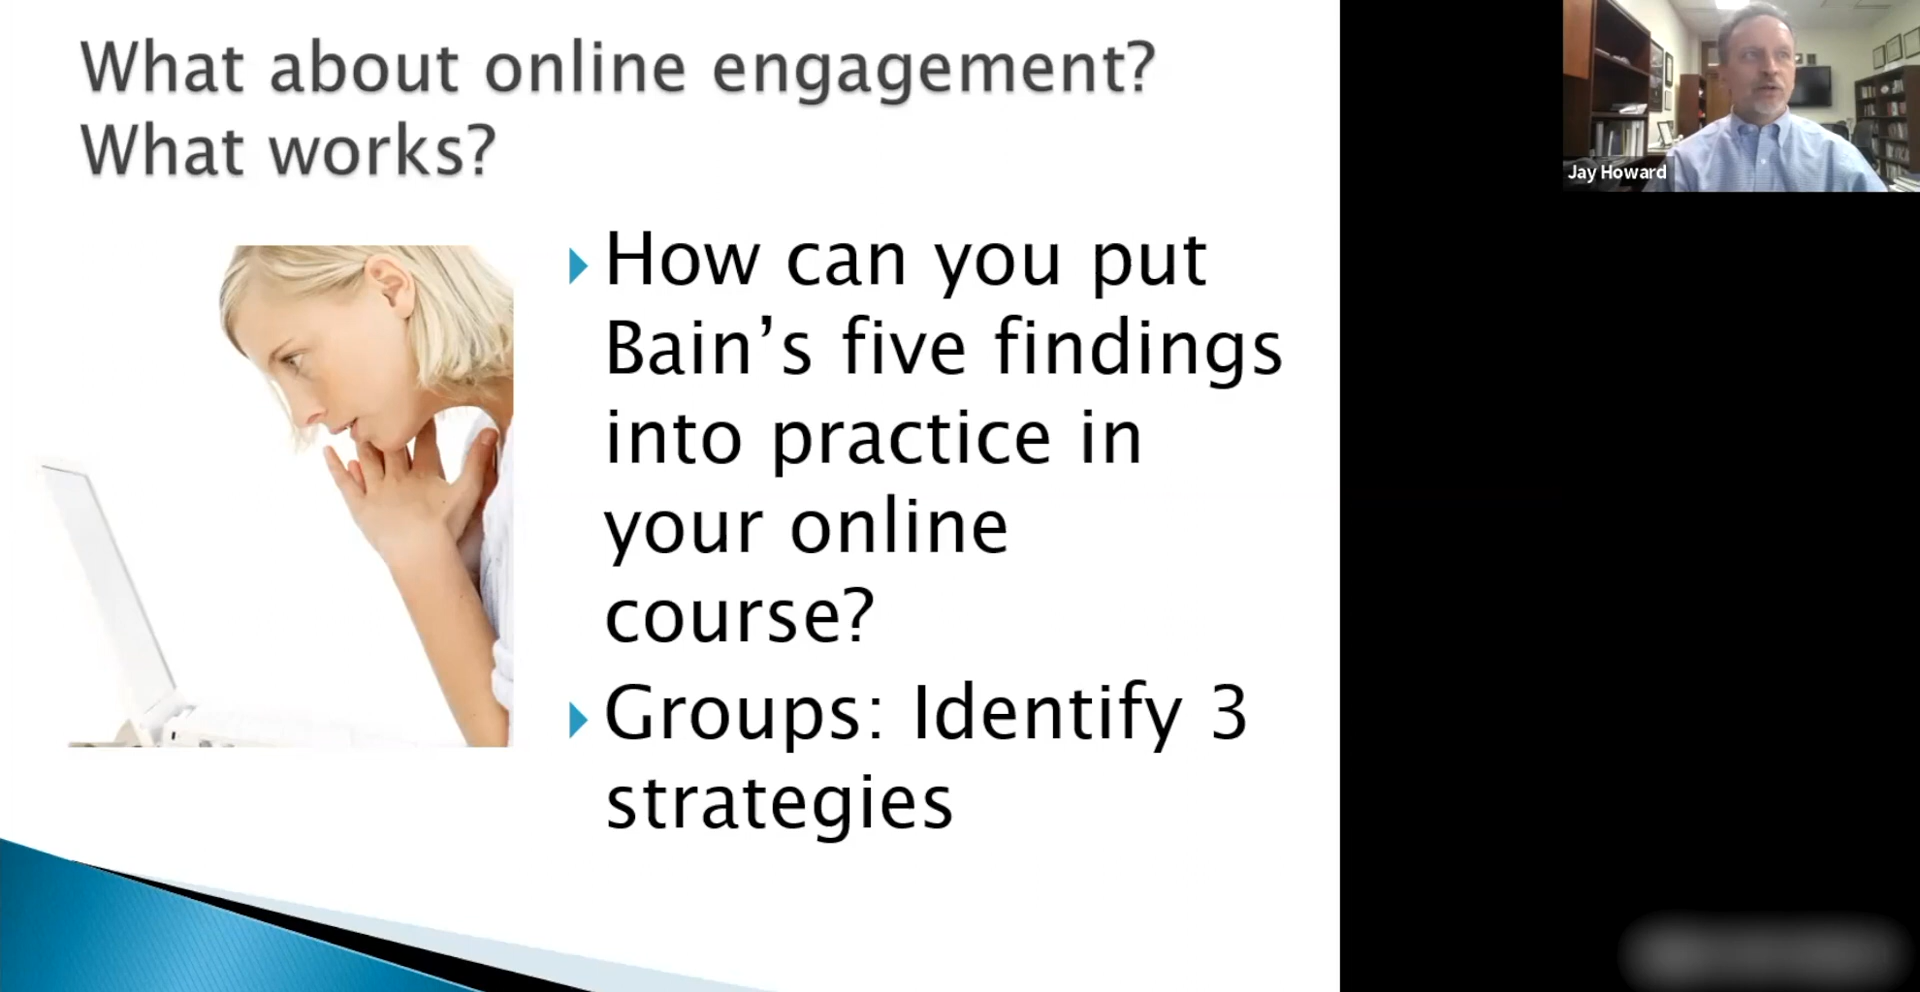 What about online engagement?
What works?
How can you put
Bain’s five findings
into practice in
your online
course?
Groups: Identify 3
strategies
Jay Howard